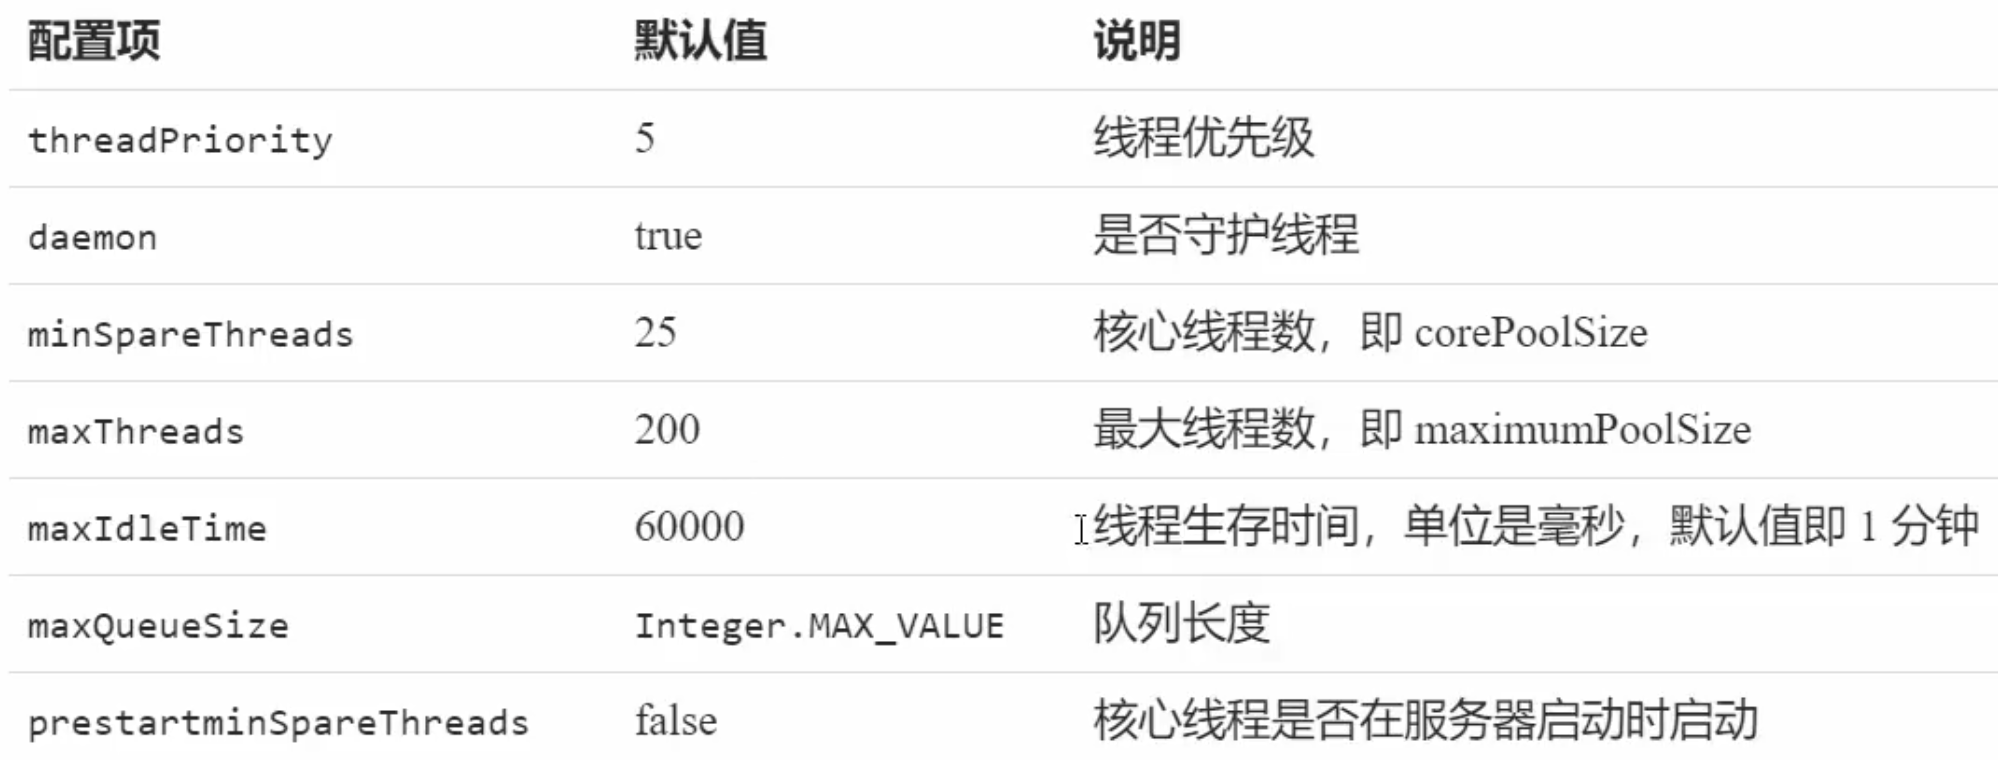 配置项 默认值 说明
threadPriority 5 线程优先级
daemon true 是否守护线程
minSpareThreads 25 核心线程数，即 corePoolSize
maxThreads 200 最大线程数，即 maximumPoolSize
maxIdleTime 60000 线程生存时间，单位是毫秒，默认值即 1 分钟
maxQueueSize Integer.MAX_VALUE 队列长度
prestartminSpareThreads false 核心线程是否在服务器启动时启动